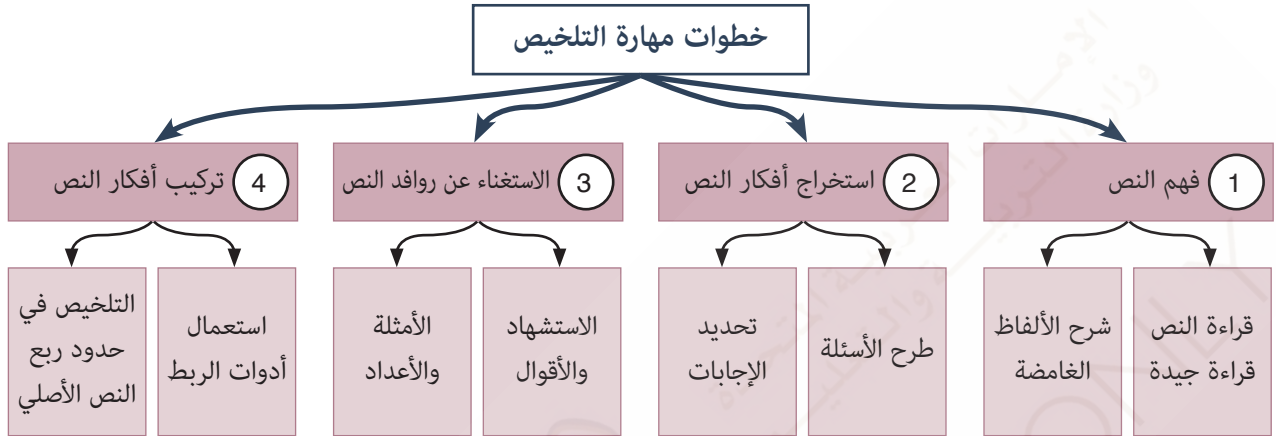 خطوات مهارة التلخيص
1 فهم النص
2 استخراج أفكار النص
3 الاستغناء عن روافد النص
4 تركيب أفكار النص
قراءة النص
قراءة جيدة
شرح الألفاظ
الغامضة
طرح الأسئلة
تحديد
الإجابات
الاستشهاد
والأقوال
الأمثلة
والأعداد
استعمال
أدوات الربط
التلخيص في
حدود ربع
النص الأصلي
ONLY